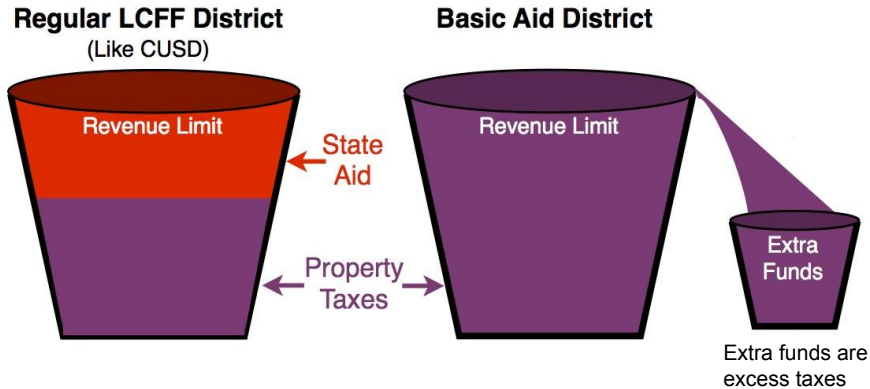 Regular LCFF District
(Like CUSD)
Basic Aid District
Revenue Limit
Revenue Limit
State
Aid
Property
Taxes
Extra
Funds
Extra funds are
excess taxes